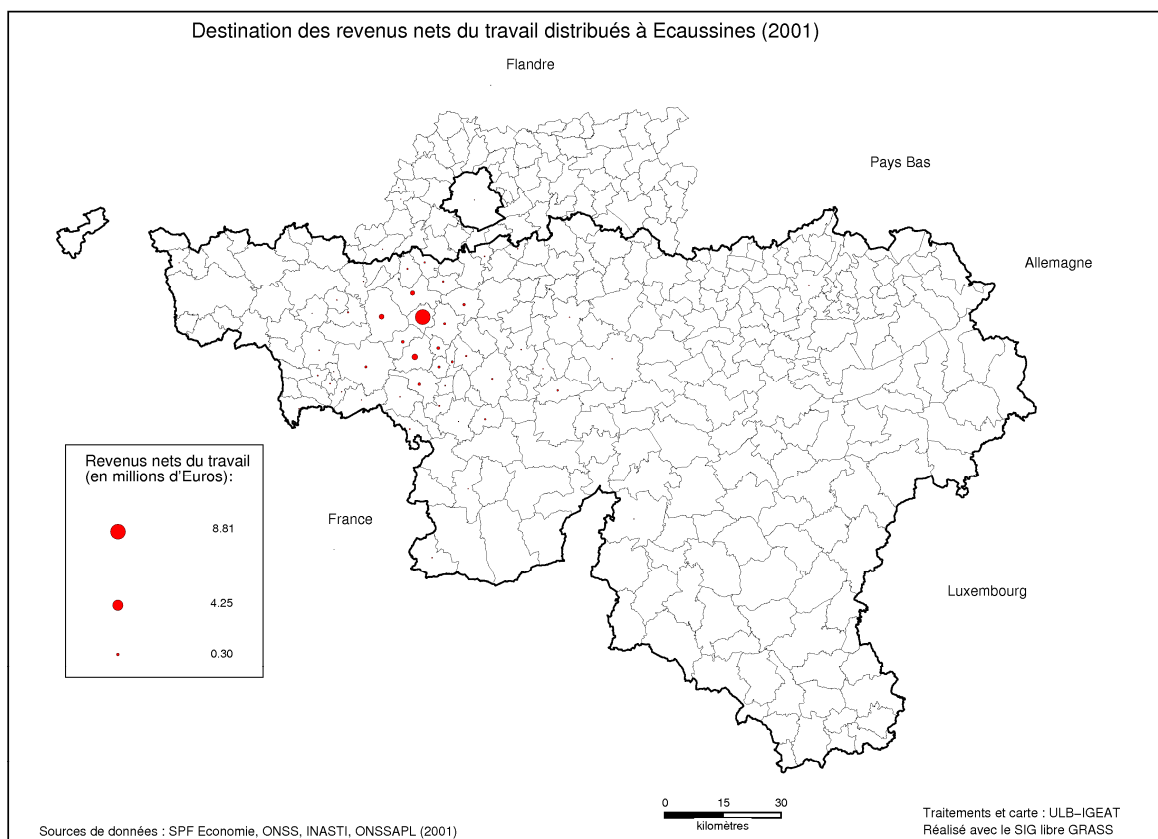 Destination des revenus nets du travail distribués à Ecaussines (2001)
Flandre
Pays Bas
Allemagne
Revenus nets du travail
(en millions d'Euros):
8.81
4.25
0.30
France
Luxembourg
0 15 30
kilomètres
Sources de données : SPF Economie, ONSS, INASTI, ONSSAPL (2001)
Traitements et carte : ULB-IGEAT
Réalisé avec le SIG libre GRASS